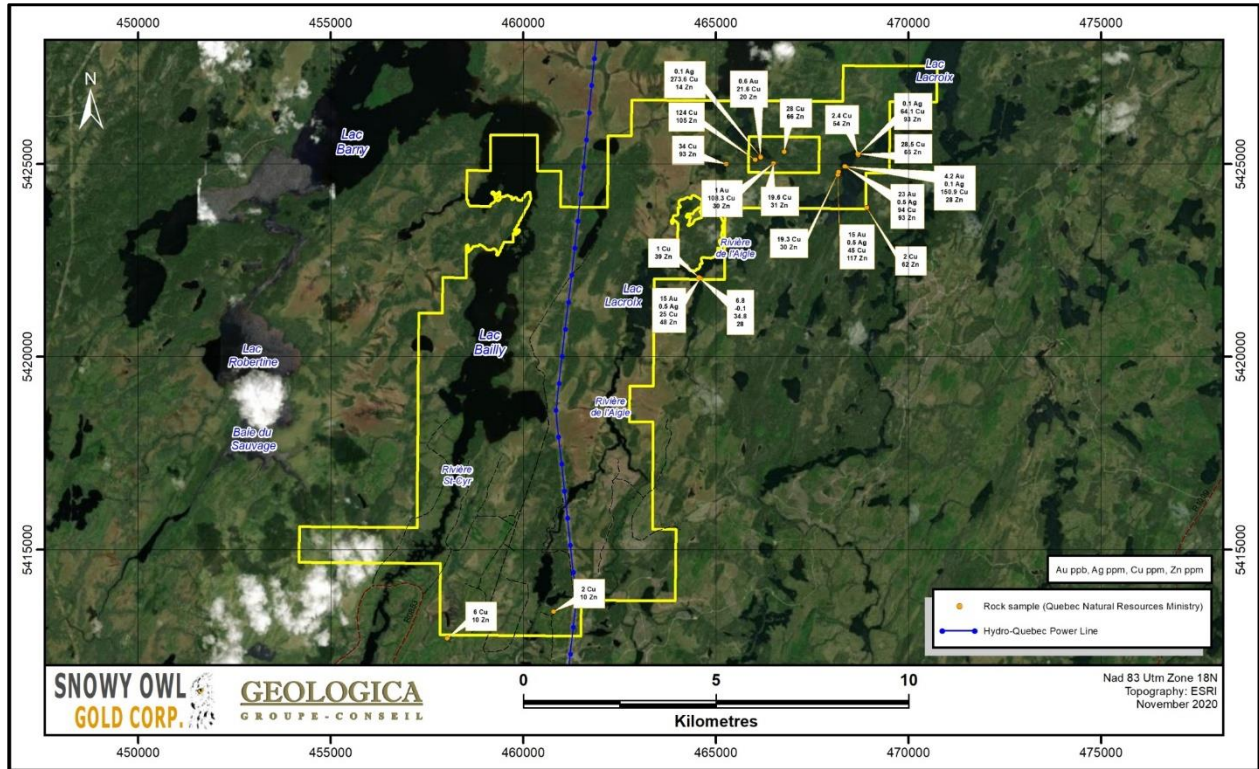 450000
455000
460000
465000
470000
475000
N
Lac
Barry
Lac
Lacroix
0.1 Ag
273.6 Cu
14 Zn
0.6 Au
21.6 Cu
20 Zn
28 Cu
66 Zn
2.4 Cu
54 Zn
0.1 Ag
64.1 Cu
93 Zn
124 Cu
105 Zn
34 Cu
93 Zn
28.5 Cu
65 Zn
5425000
5425000
1 Au
108.3 Cu
30 Zn
19.6 Cu
31 Zn
23 Au
0.5 Ag
94 Cu
93 Zn
4.2 Au
0.1 Ag
150.9 Cu
28 Zn
19.3 Cu
30 Zn
15 Au
0.5 Ag
45 Cu
117 Zn
2 Cu
62 Zn
1 Cu
39 Zn
Rivière
de l'Aigle
15 Au
0.5 Ag
25 Cu
48 Zn
6.8
-0.1
34.8
28
Lac
Lacroix
Lac
Bailly
Lac
Robertine
5420000
5420000
Rivière
de l'Aigle
Baie du
Sauvage
Rivière
St-Cyr
5415000
5415000
2 Cu
10 Zn
6 Cu
10 Zn
Au ppb, Ag ppm, Cu ppm, Zn ppm
Rock sample (Quebec Natural Resources Ministry)
Hydro-Quebec Power Line
SNOWY OWL
GOLD CORP.
GEOLOGICA
GROUPE-CONSEIL
0
5
10
Kilometres
Nad 83 Utm Zone 18N
Topography: ESRI
November 2020
450000
455000
460000
465000
470000
475000